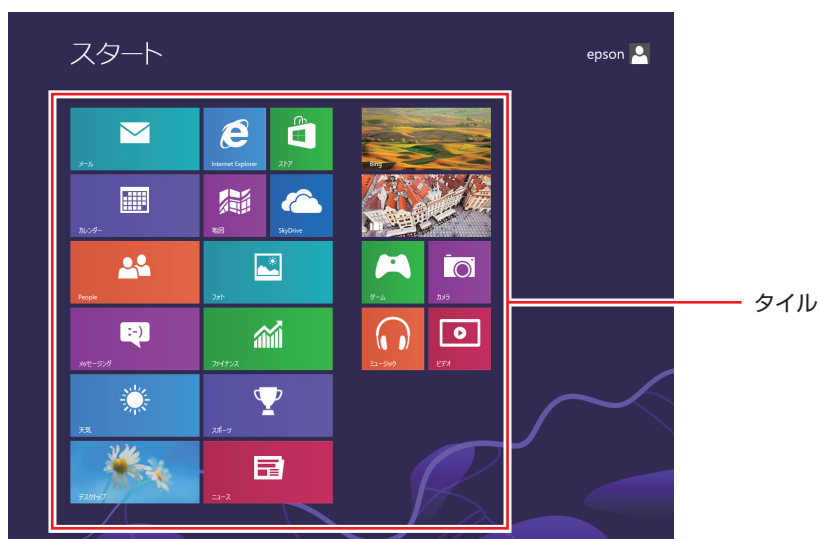 スタート
epson
メール
Internet Explorer
ストア
Bing
カレンダー
地図
SkyDrive
People
フォト
ゲーム
カメラ
メッセージング
ファイナンス
ミュージック
ビデオ
天気
スポーツ
デスクトップ
ニュース
タイル